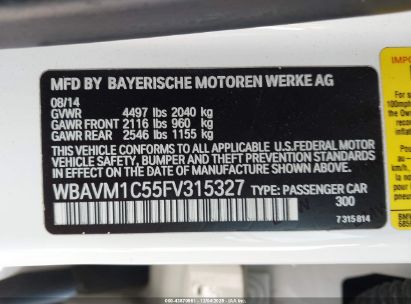 MFD BY BAYERISCHE MOTOREN WERKE AG
08/14
GVWR 4497 lbs 2040 kg
GAWR FRONT 2116 lbs 960 kg
GAWR REAR 2546 lbs 1155 kg
THIS VEHICLE CONFORMS TO ALL APPLICABLE U.S.FEDERAL MOTOR
VEHICLE SAFETY, BUMPER, AND THEFT PREVENTION STANDARDS
IN EFFECT ON THE DATE OF MANUFACTURE SHOWN ABOVE.
WBAVM1C55FV315327 TYPE: PASSENGER CAR
300
7315814